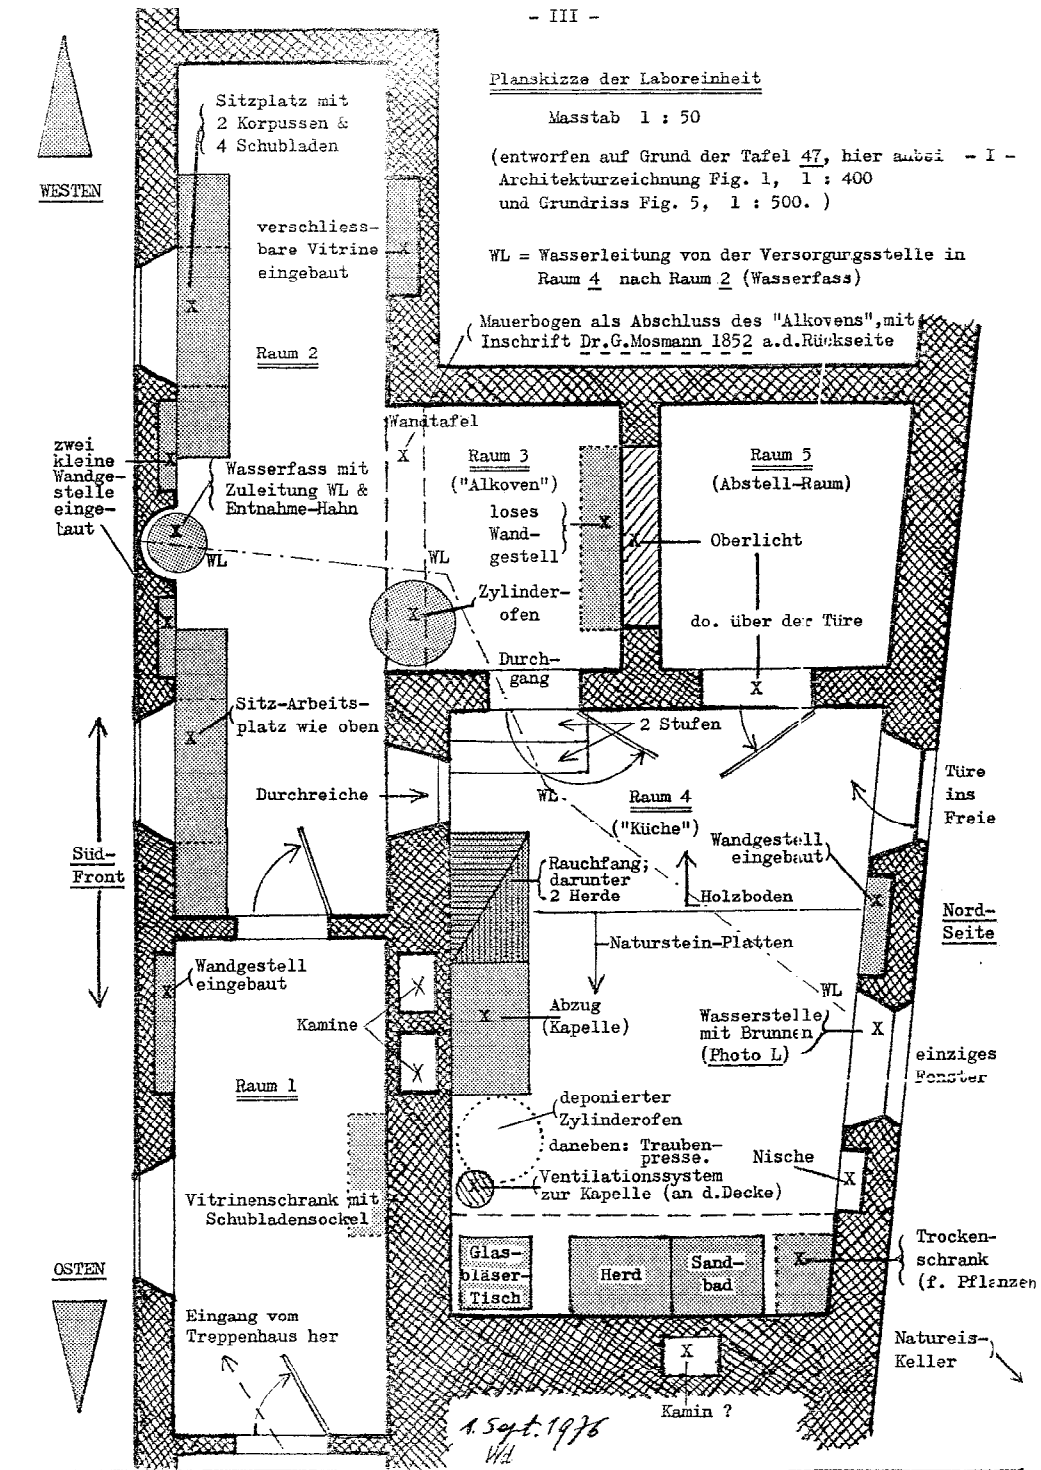 - III -
Planskizze der Laboreinheit
Masstab 1 : 50
(entworfen auf Grund der Tafel 47, hier anbei - I -
Architekturzeichnung Fig. 1, 1 : 400
und Grundriss Fig. 5, 1 : 500. )
WL = Wasserleitung von der Versorgungsstelle in
Raum 4 nach Raum 2 (Wasserfass)
Mauerbogen als Abschluss des "Alkovens", mit
Inschrift Dr.G.Mosmann 1852 a.d.Rückseite
WESTEN
Sitzplatz mit
2 Korpussen &
4 Schubladen
X
verschliess-
bare Vitrine
eingebaut
X
Raum 2
Wandtafel
X
zwei
kleine
Wandge-
stelle
einge-
baut
X
X
Wasserfass mit
Zuleitung WL &
Entnahme-Hahn
X
WL
WL
Raum 3
("Alkoven")
loses
Wand-
gestell
X
Zylinder-
ofen
X
Raum 5
(Abstell-Raum)
X
Oberlicht
do. über der Türe
X
Durch-
gang
Sitz-Arbeits-
platz wie oben
X
2 Stufen
Durchreiche
WL
Raum 4
("Küche")
Türe
ins
Freie
Wandgestell
eingebaut
X
Süd-
Front
Rauchfang;
darunter
2 Herde
Holzboden
Naturstein-Platten
Nord-
Seite
Wandgestell
eingebaut
X
Kamine
X
X
Abzug
(Kapelle)
X
WL
Wasserstelle
mit Brunnen
(Photo L)
X
einziges
Fenster
Raum 1
deponierter
Zylinderofen
daneben: Trauben-
presse.
Ventilationssystem
zur Kapelle (an d.Decke)
X
Nische
X
Vitrinenschrank mit
Schubladensockel
Glas-
bläser-
Tisch
Herd
Sand-
bad
X
Trocken-
schrank
(f. Pflanzen
OSTEN
Eingang vom
Treppenhaus her
Natureis-
Keller
X
Kamin ?
1. Sept. 1976
Wd